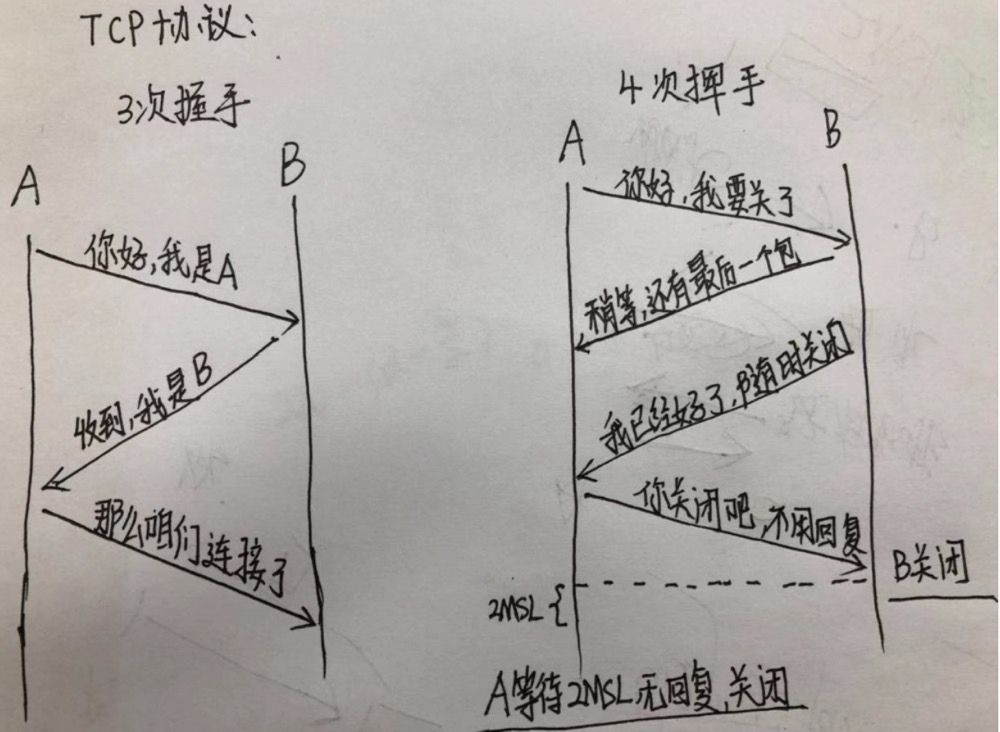 TCP协议:
3次握手
A
B
你好,我是A
收到,我是B
那么咱们连接了
4次挥手
A
B
你好,我要关了
稍等,还有最后一个包
我已经好了,随时关闭
你关闭吧,不用回复
B关闭
2MSL
A等待2MSL无回复,关闭